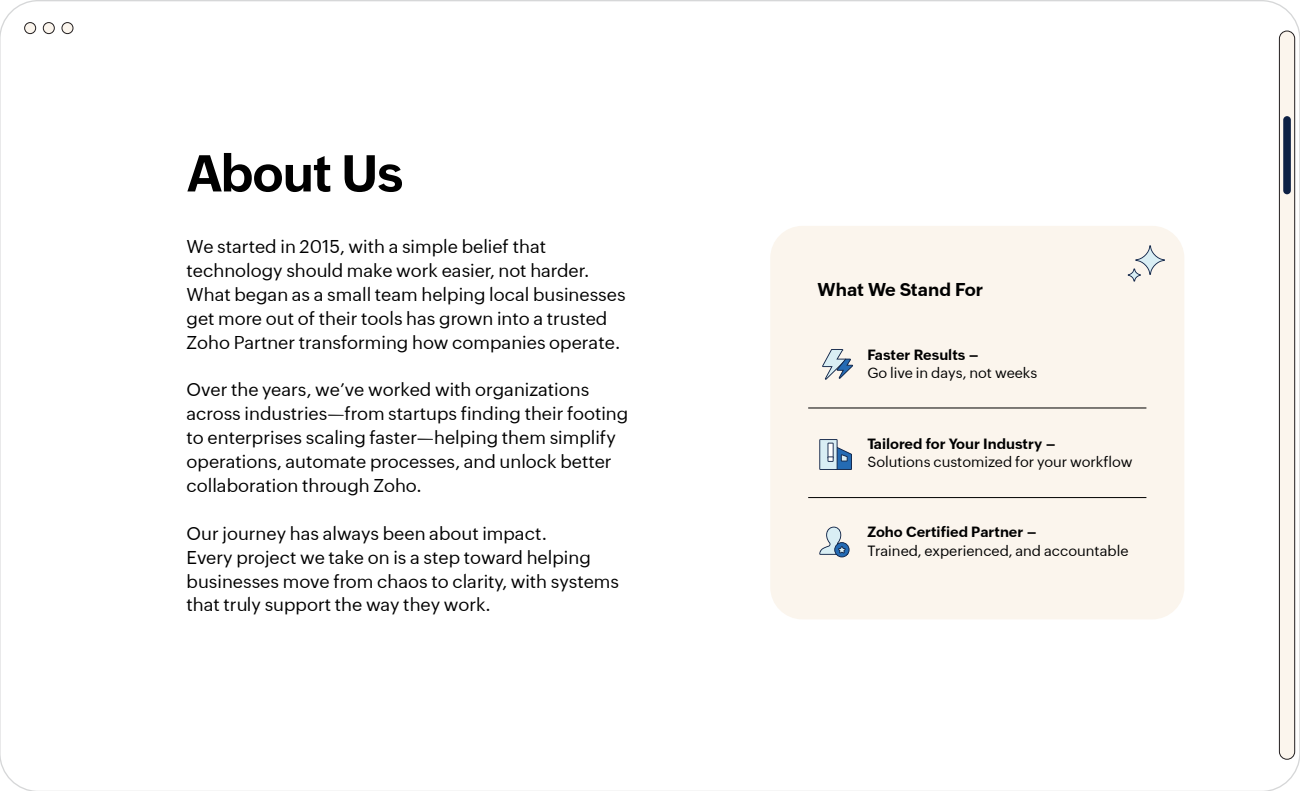 About Us
We started in 2015, with a simple belief that
technology should make work easier, not harder.
What began as a small team helping local businesses
get more out of their tools has grown into a trusted
Zoho Partner transforming how companies operate.
Over the years, we’ve worked with organizations
across industries—from startups finding their footing
to enterprises scaling faster—helping them simplify
operations, automate processes, and unlock better
collaboration through Zoho.
Our journey has always been about impact.
Every project we take on is a step toward helping
businesses move from chaos to clarity, with systems
that truly support the way they work.
What We Stand For
Faster Results –
Go live in days, not weeks
Tailored for Your Industry –
Solutions customized for your workflow
Zoho Certified Partner –
Trained, experienced, and accountable